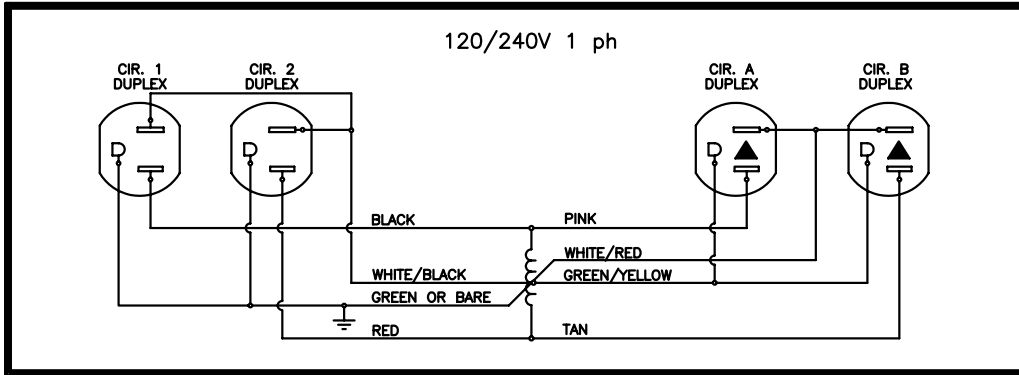 120/240V 1 ph
CIR. 1
DUPLEX
CIR. 2
DUPLEX
CIR. A
DUPLEX
CIR. B
DUPLEX
BLACK
PINK
WHITE/RED
WHITE/BLACK
GREEN/YELLOW
GREEN OR BARE
RED
TAN